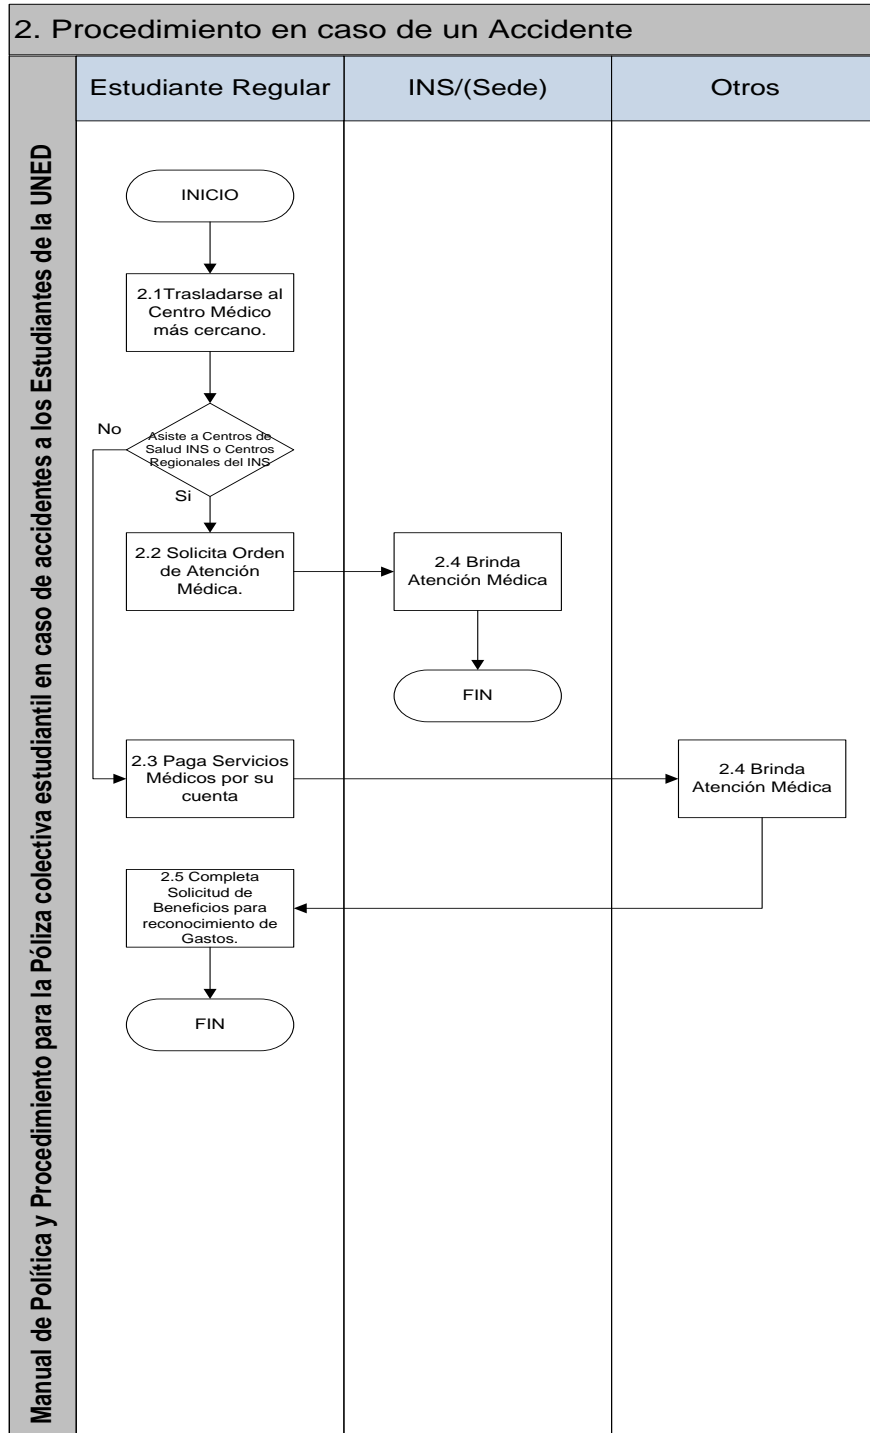 2. Procedimiento en caso de un Accidente
Manual de Política y Procedimiento para la Póliza colectiva estudiantil en caso de accidentes a los Estudiantes de la UNED
Estudiante Regular
INS/(Sede)
Otros
INICIO
2.1Trasladarse al
Centro Médico
más cercano.
No
Asiste a Centros de
Salud INS o Centros
Regionales del INS
Si
2.2 Solicita Orden
de Atención
Médica.
2.4 Brinda
Atención Médica
FIN
2.3 Paga Servicios
Médicos por su
cuenta
2.4 Brinda
Atención Médica
2.5 Completa
Solicitud de
Beneficios para
reconocimiento de
Gastos.
FIN